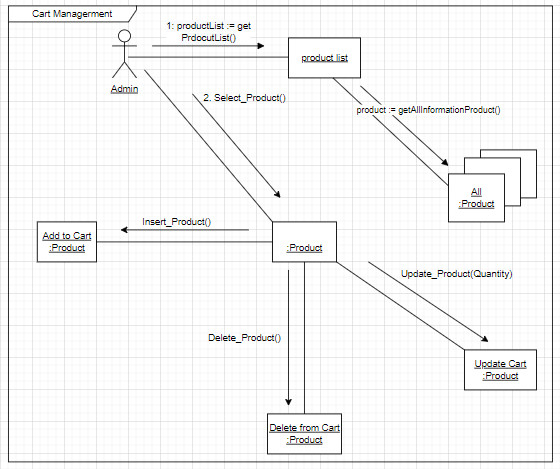 Cart Management
1: productList := get
PrdocutList()
product list
Admin
2. Select_Product()
product := getAllInformationProduct()
All
:Product
Insert_Product()
Add to Cart
:Product
:Product
Update_Product(Quantity)
Delete_Product()
Update Cart
:Product
Delete from Cart
:Product